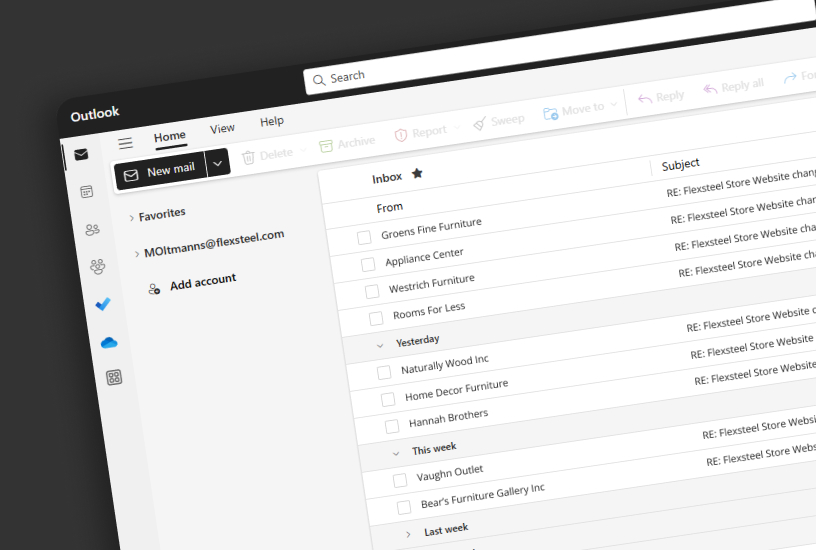 Outlook
Search
Home
View
Help
New mail
Delete
Archive
Report
Sweep
Move to
Reply
Reply all
Favorites
MOltmanns@flexsteel.com
Add account
Inbox
From
Subject
Groens Fine Furniture
RE: Flexsteel Store Website chang
Appliance Center
RE: Flexsteel Store Website chan
Westrich Furniture
RE: Flexsteel Store Website cha
Rooms For Less
RE: Flexsteel Store Website cha
Yesterday
Naturally Wood Inc
RE: Flexsteel Store Website c
Home Decor Furniture
RE: Flexsteel Store Website
Hannah Brothers
RE: Flexsteel Store Website
This week
Vaughn Outlet
RE: Flexsteel Store Websi
Bear's Furniture Gallery Inc
RE: Flexsteel Store Webs
Last week